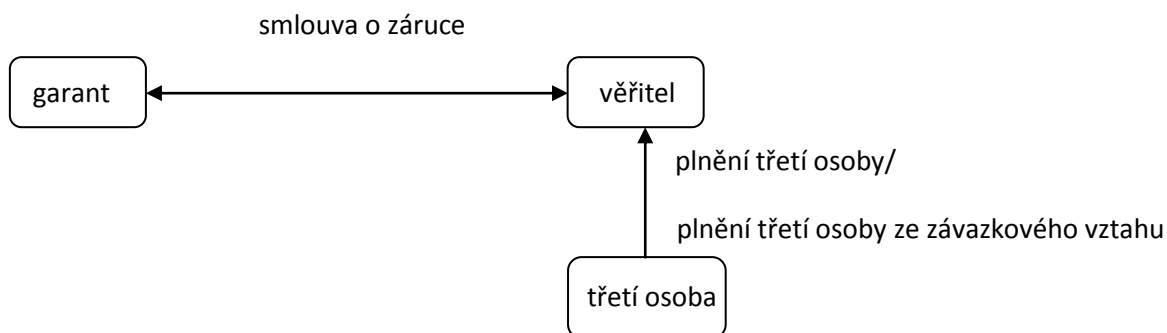 smlouva o záruce
garant
věřitel
plnění třetí osoby/
plnění třetí osoby ze závazkového vztahu
třetí osoba